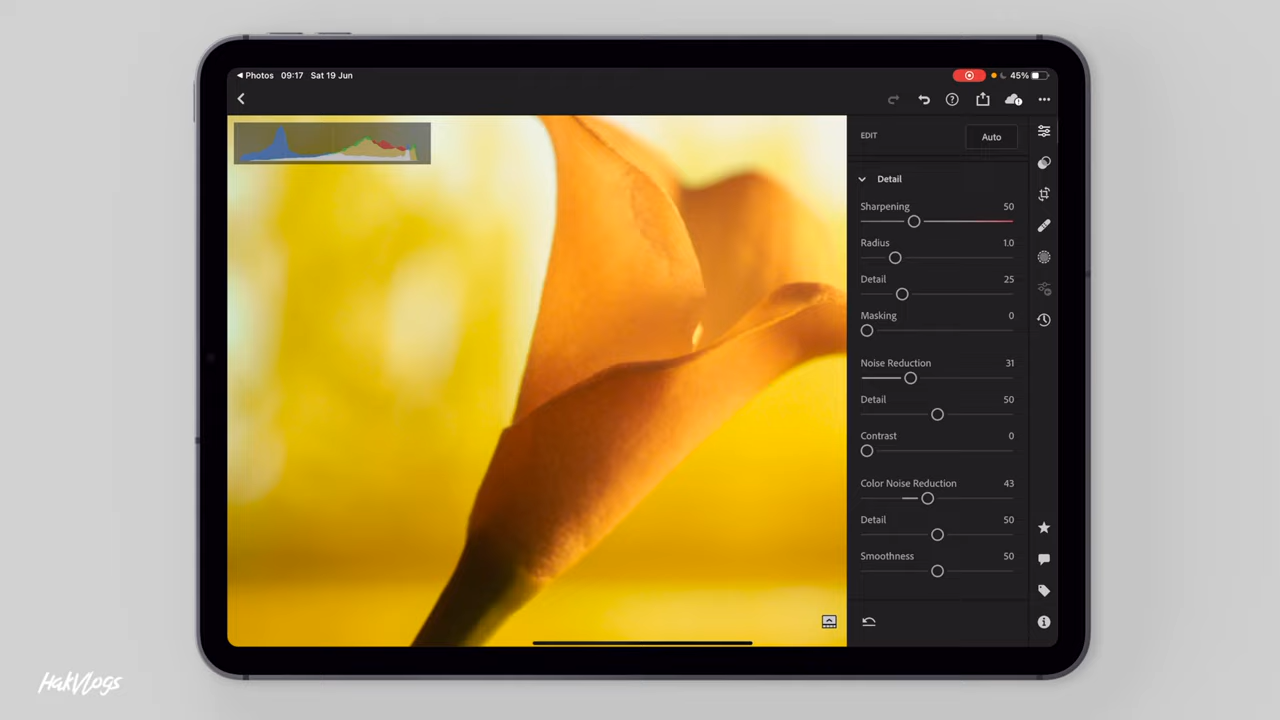 ◀ Photos 09:17 Sat 19 Jun 45%
EDIT Auto
Detail
Sharpening 50
Radius 1.0
Detail 25
Masking 0
Noise Reduction 31
Detail 50
Contrast 0
Color Noise Reduction 43
Detail 50
Smoothness 50
HakVlogs